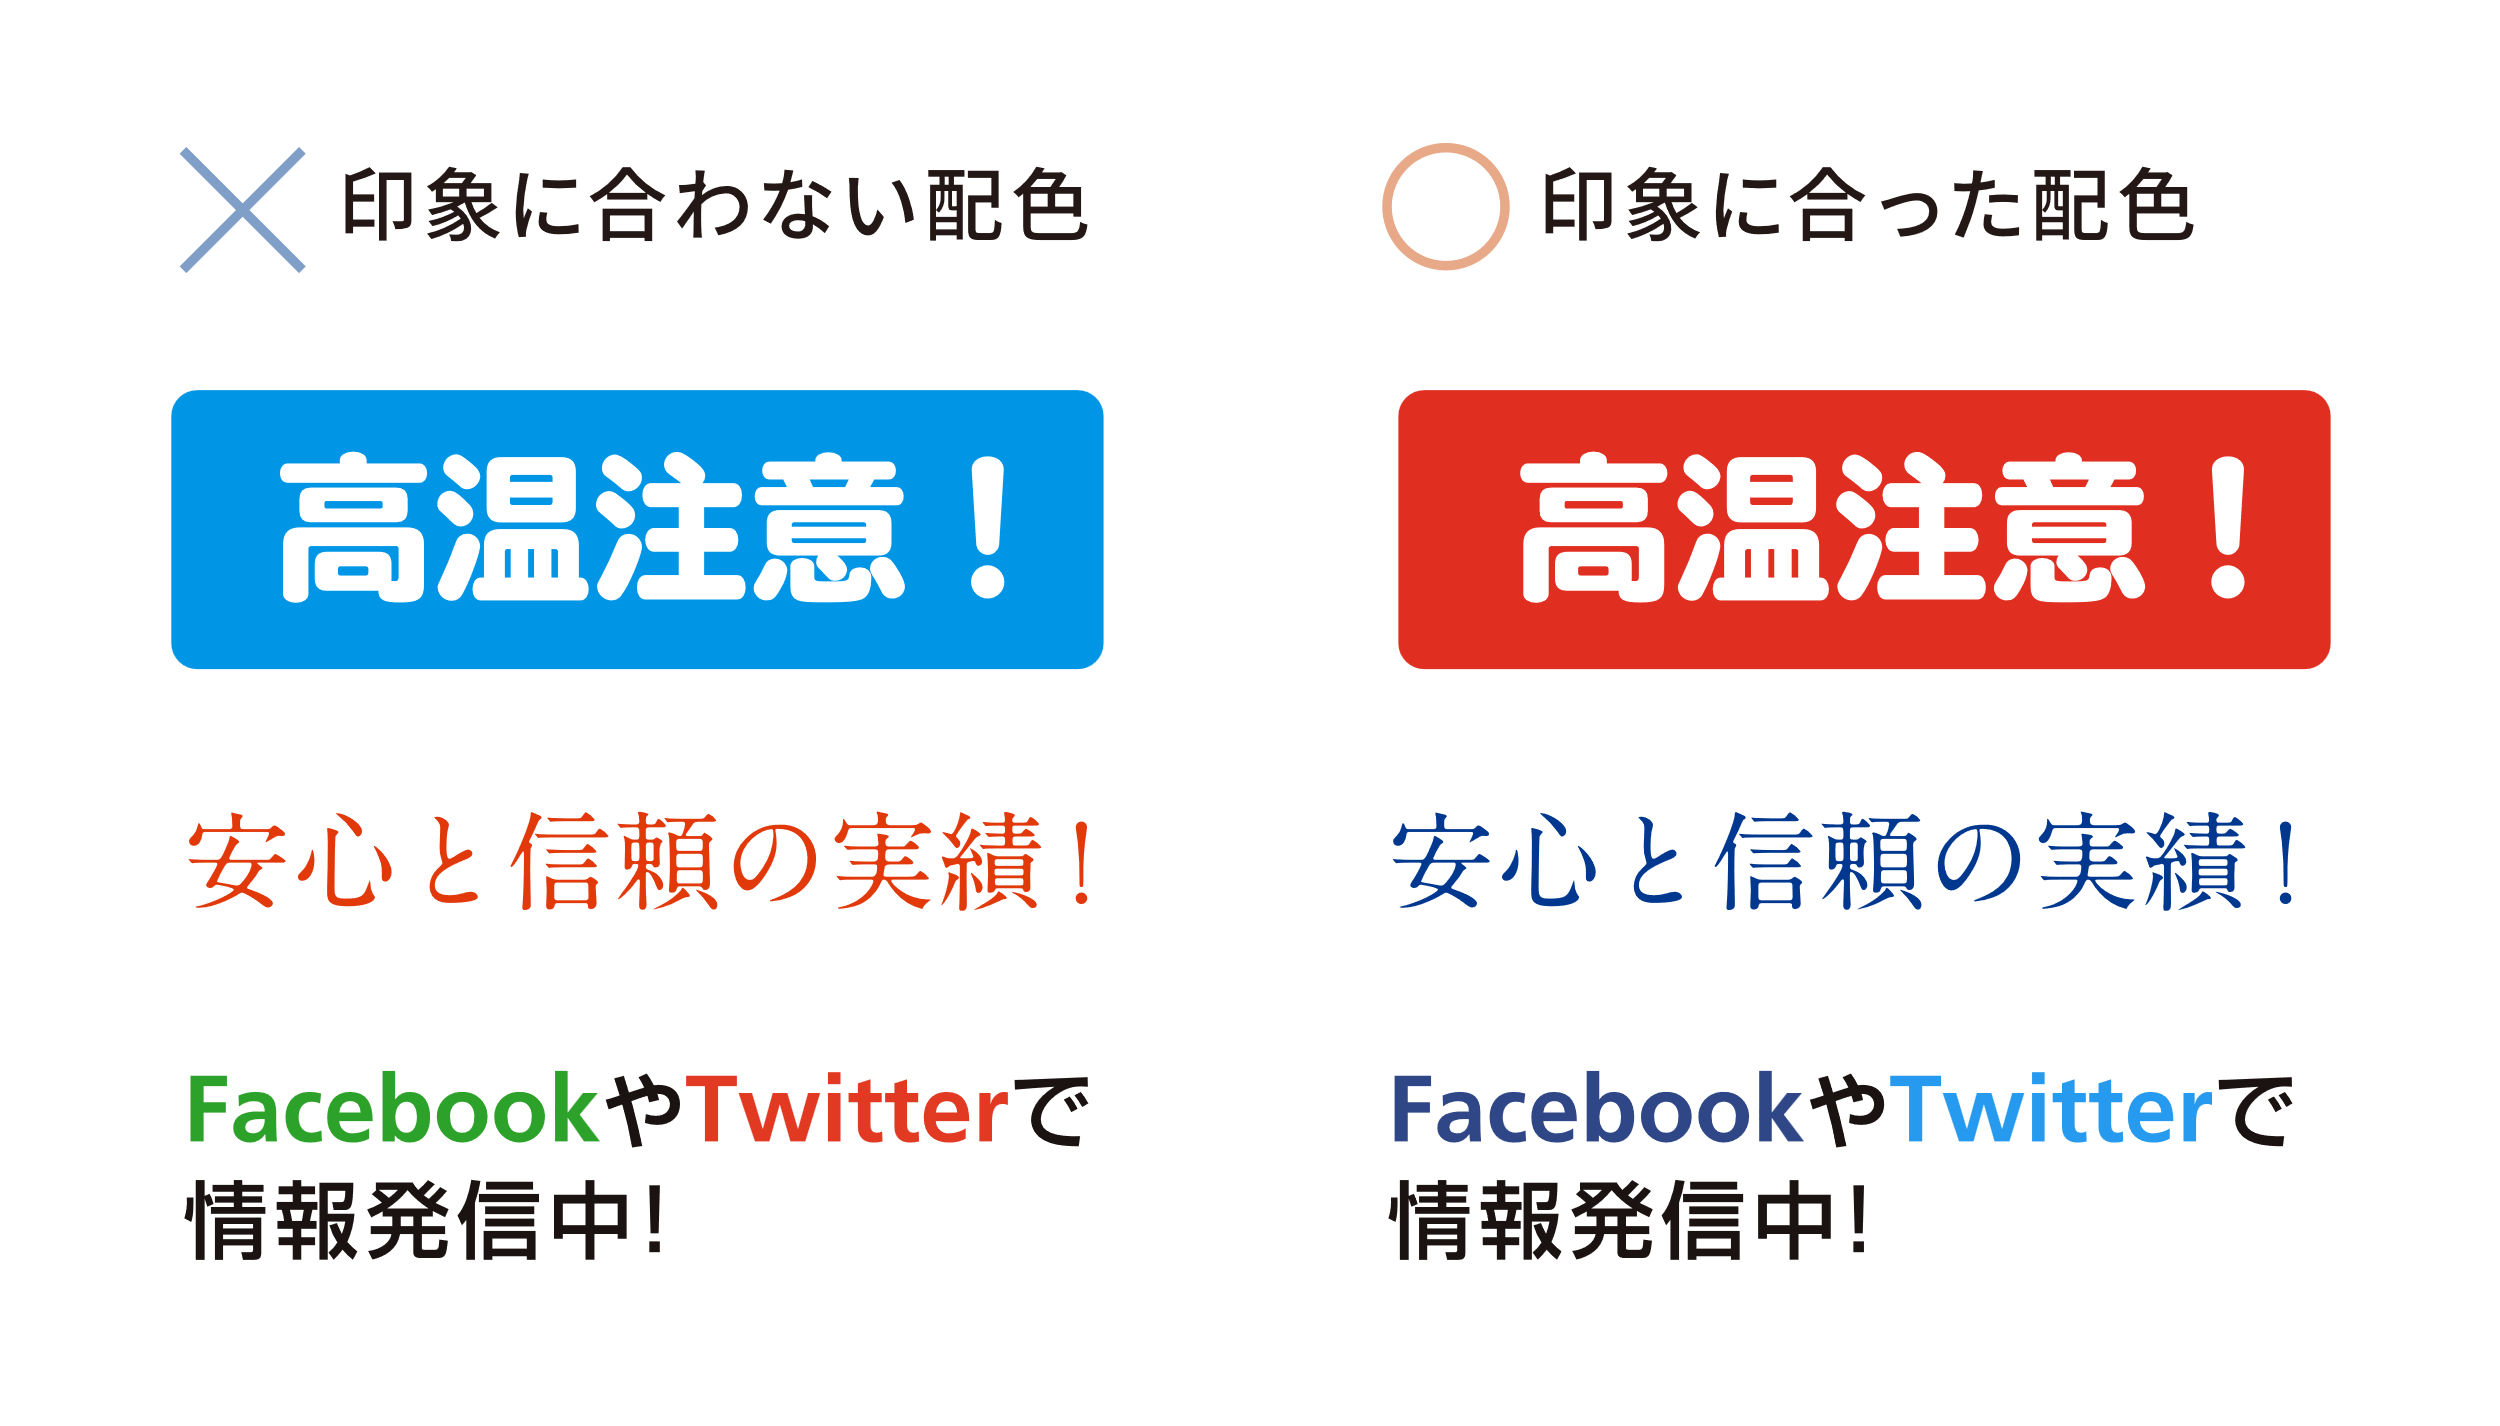 印象に合わない配色
高温注意!
安心と信頼の実績!
FacebookやTwitterで
情報発信中!
印象に合った配色
高温注意!
安心と信頼の実績!
FacebookやTwitterで
情報発信中!